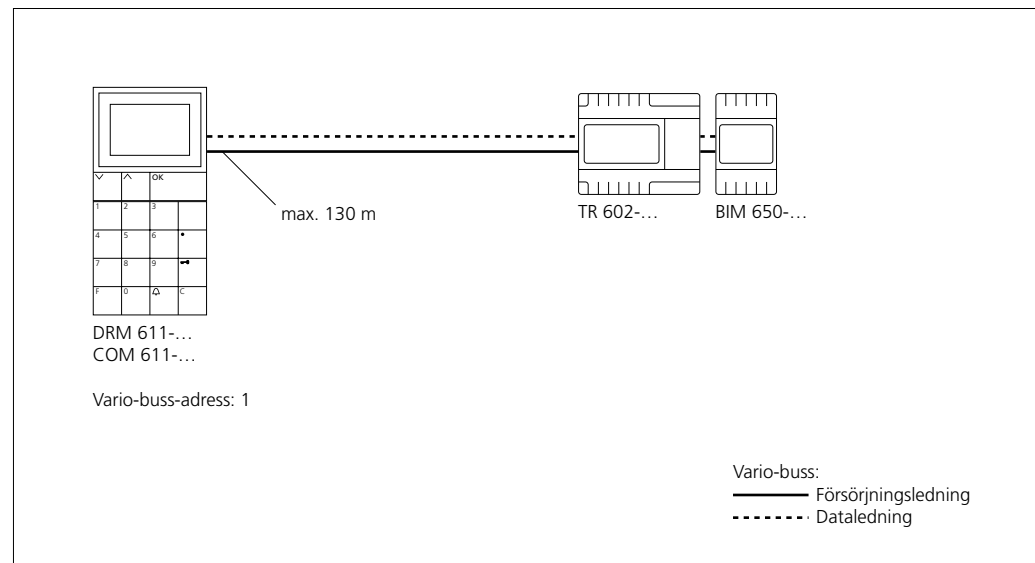 OK
1 2 3
4 5 6
7 8 9
F 0 C
max. 130 m
TR 602-…
BIM 650-…
DRM 611-…
COM 611-…
Vario-buss-adress: 1
Vario-buss:
Försörjningsledning
Dataledning